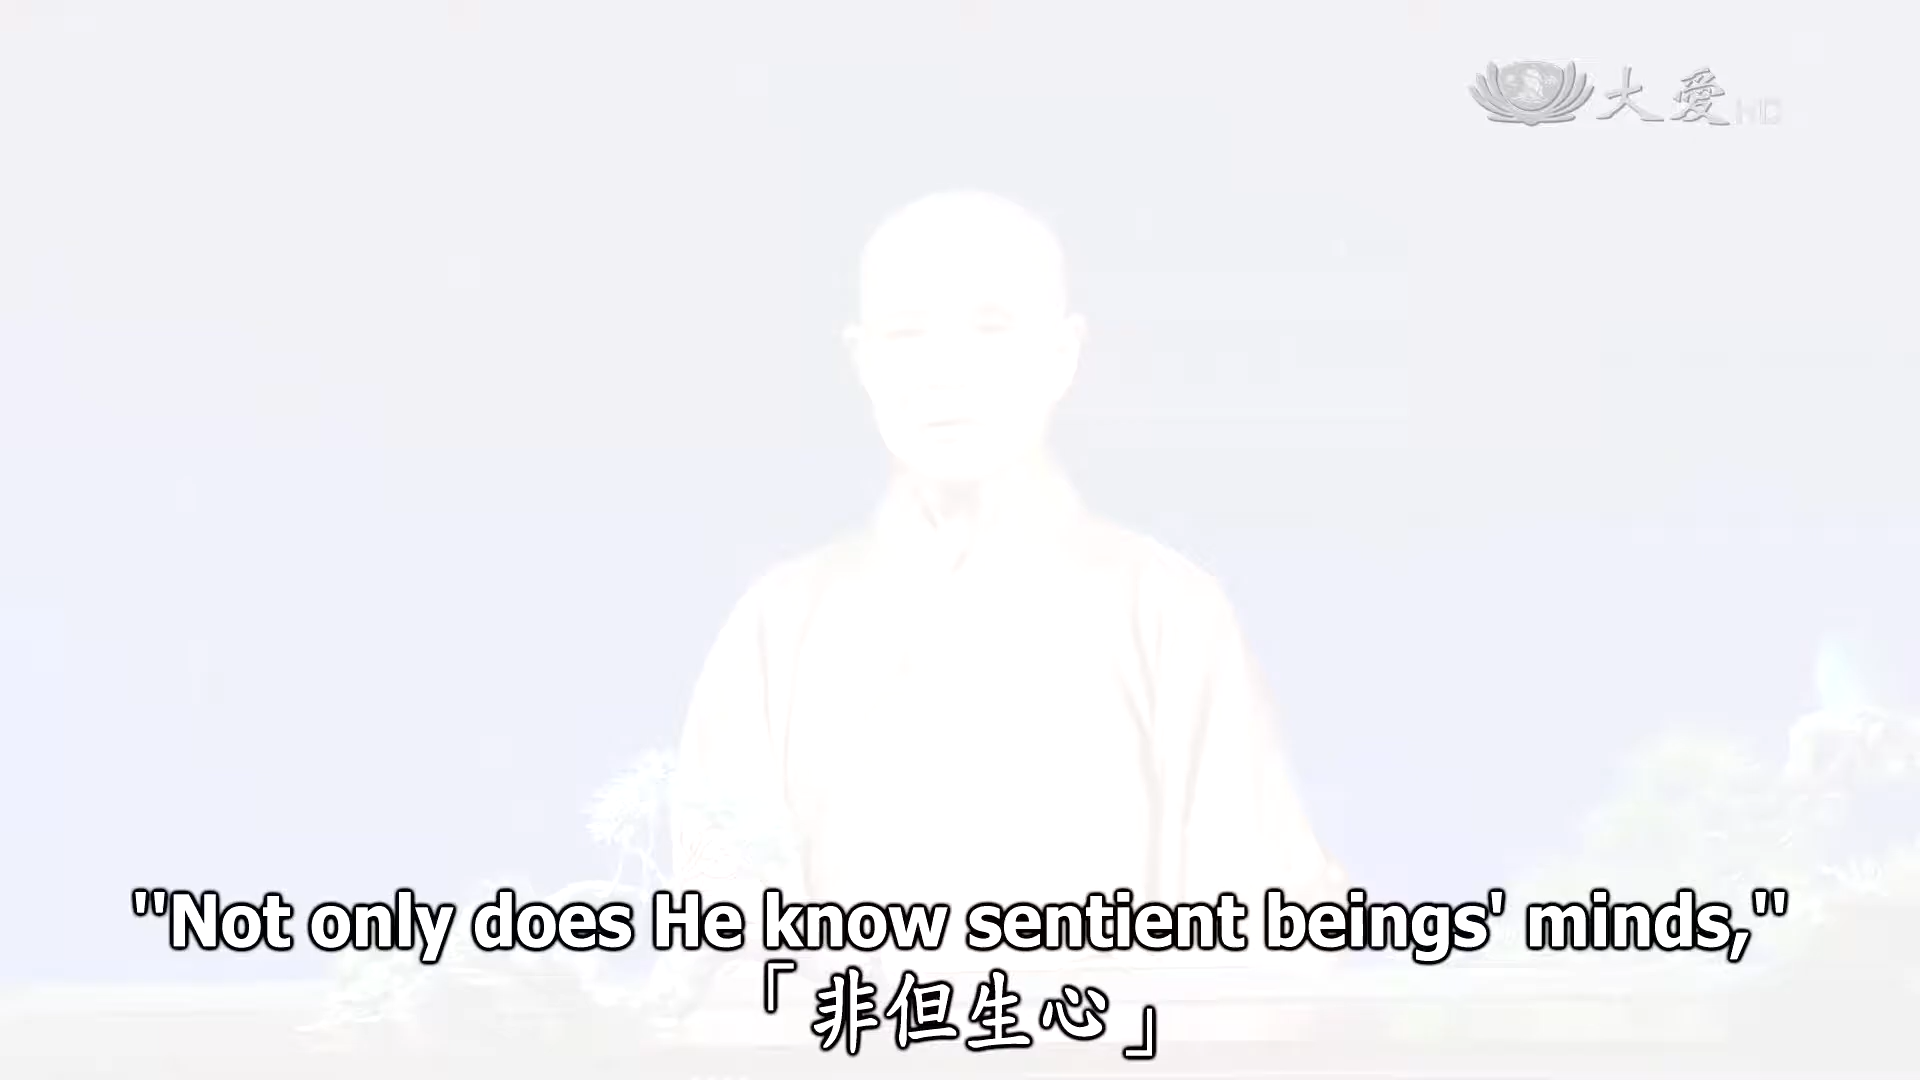 大愛HD
"Not only does He know sentient beings' minds,"
「非但生心」